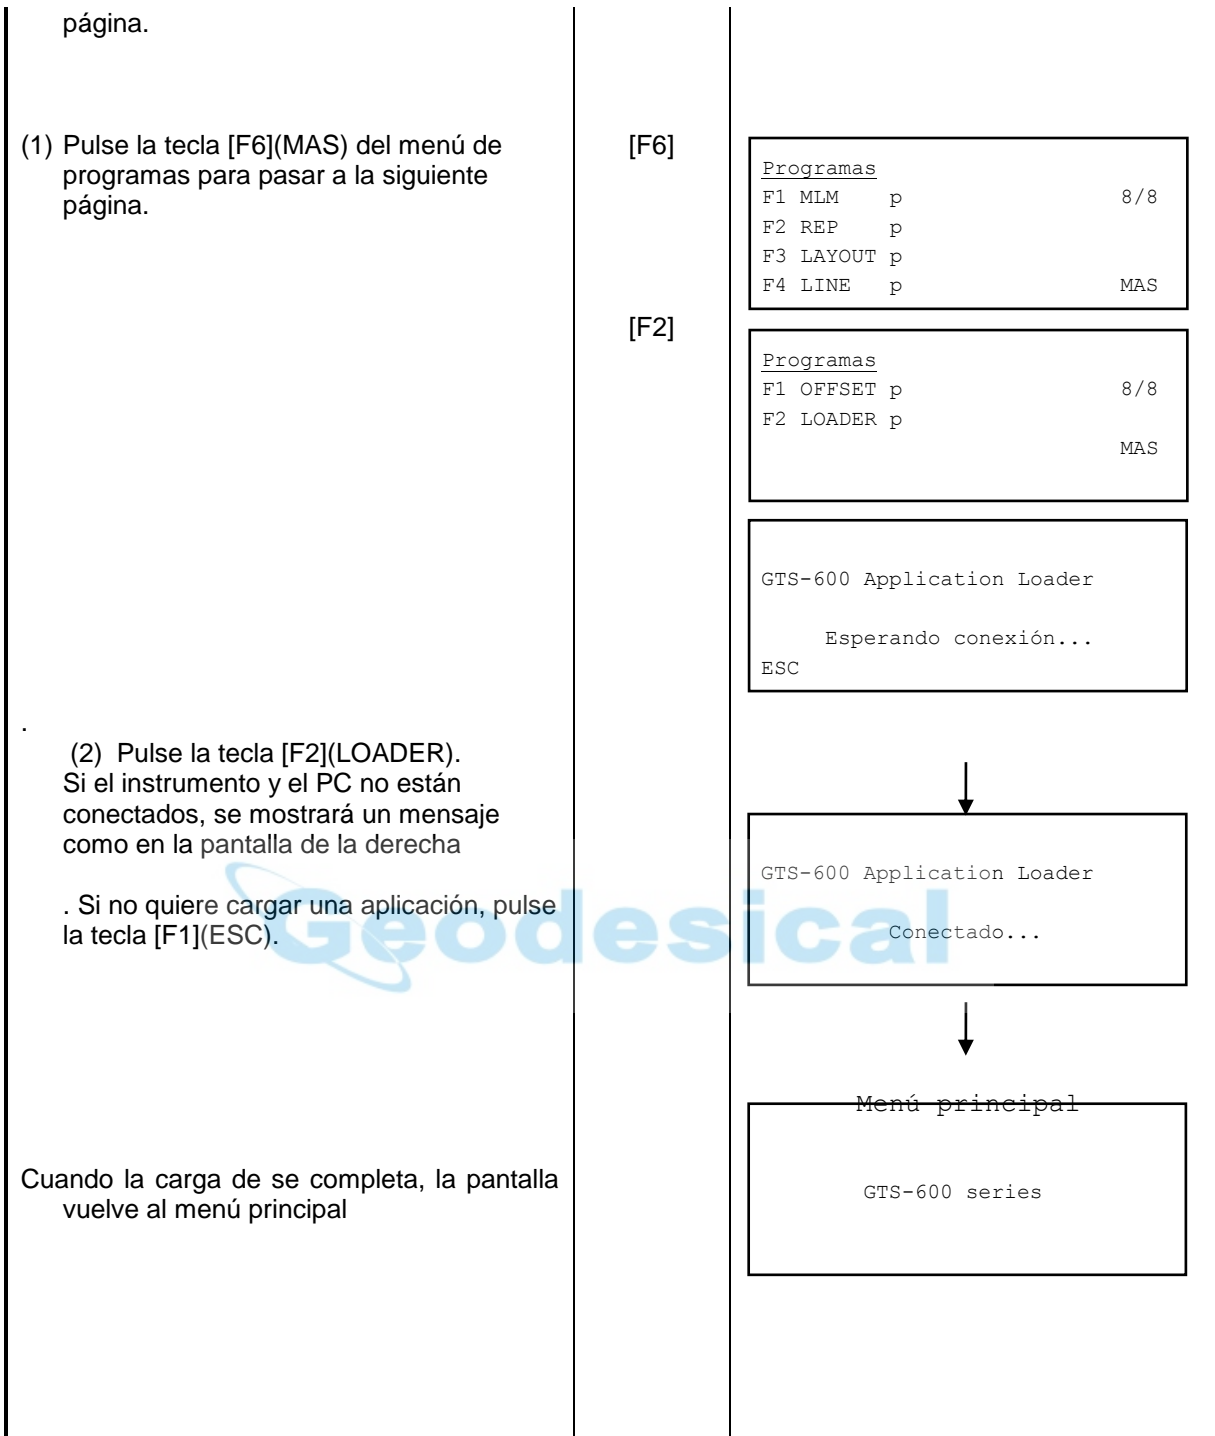 página.
(1) Pulse la tecla [F6](MAS) del menú de
programas para pasar a la siguiente
página.
[F6]
Programas
F1 MLM p 8/8
F2 REP p
F3 LAYOUT p
F4 LINE p MAS
[F2]
Programas
F1 OFFSET p 8/8
F2 LOADER p
MAS
GTS-600 Application Loader
Esperando conexión...
ESC
.
(2) Pulse la tecla [F2](LOADER).
Si el instrumento y el PC no están
conectados, se mostrará un mensaje
como en la pantalla de la derecha
. Si no quiere cargar una aplicación, pulse
la tecla [F1](ESC).
GTS-600 Application Loader
Conectado...
Geodesical
Menú principal
GTS-600 series
Cuando la carga de se completa, la pantalla
vuelve al menú principal